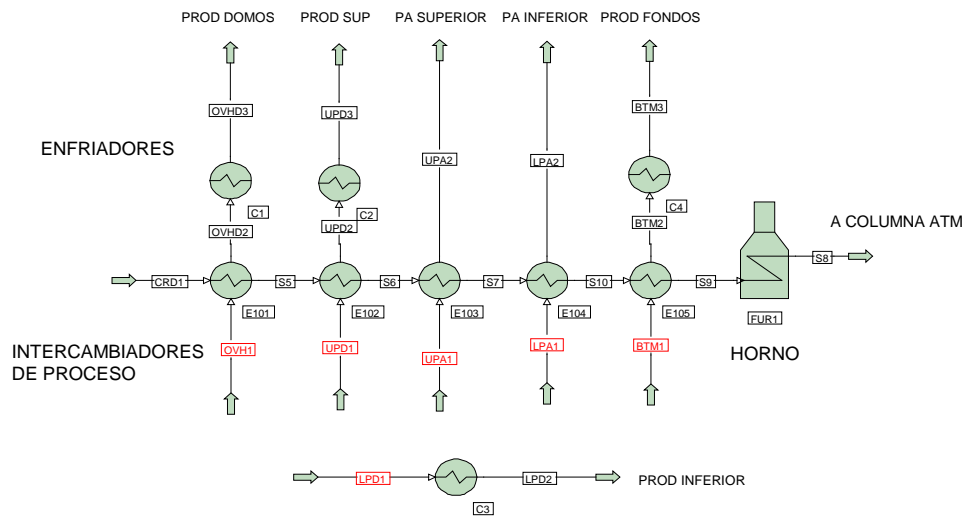 PROD DOMOS
PROD SUP
PA SUPERIOR
PA INFERIOR
PROD FONDOS
OVHD3
UPD3
BTM3
ENFRIADORES
UPA2
LPA2
C1
C2
C4
OVHD2
UPD2
BTM2
A COLUMNA ATM
S8
CRD1
S5
S6
S7
S10
S9
E101
E102
E103
E104
E105
FUR1
INTERCAMBIADORES
DE PROCESO
OVH1
UPD1
UPA1
LPA1
BTM1
HORNO
LPD1
LPD2
PROD INFERIOR
C3